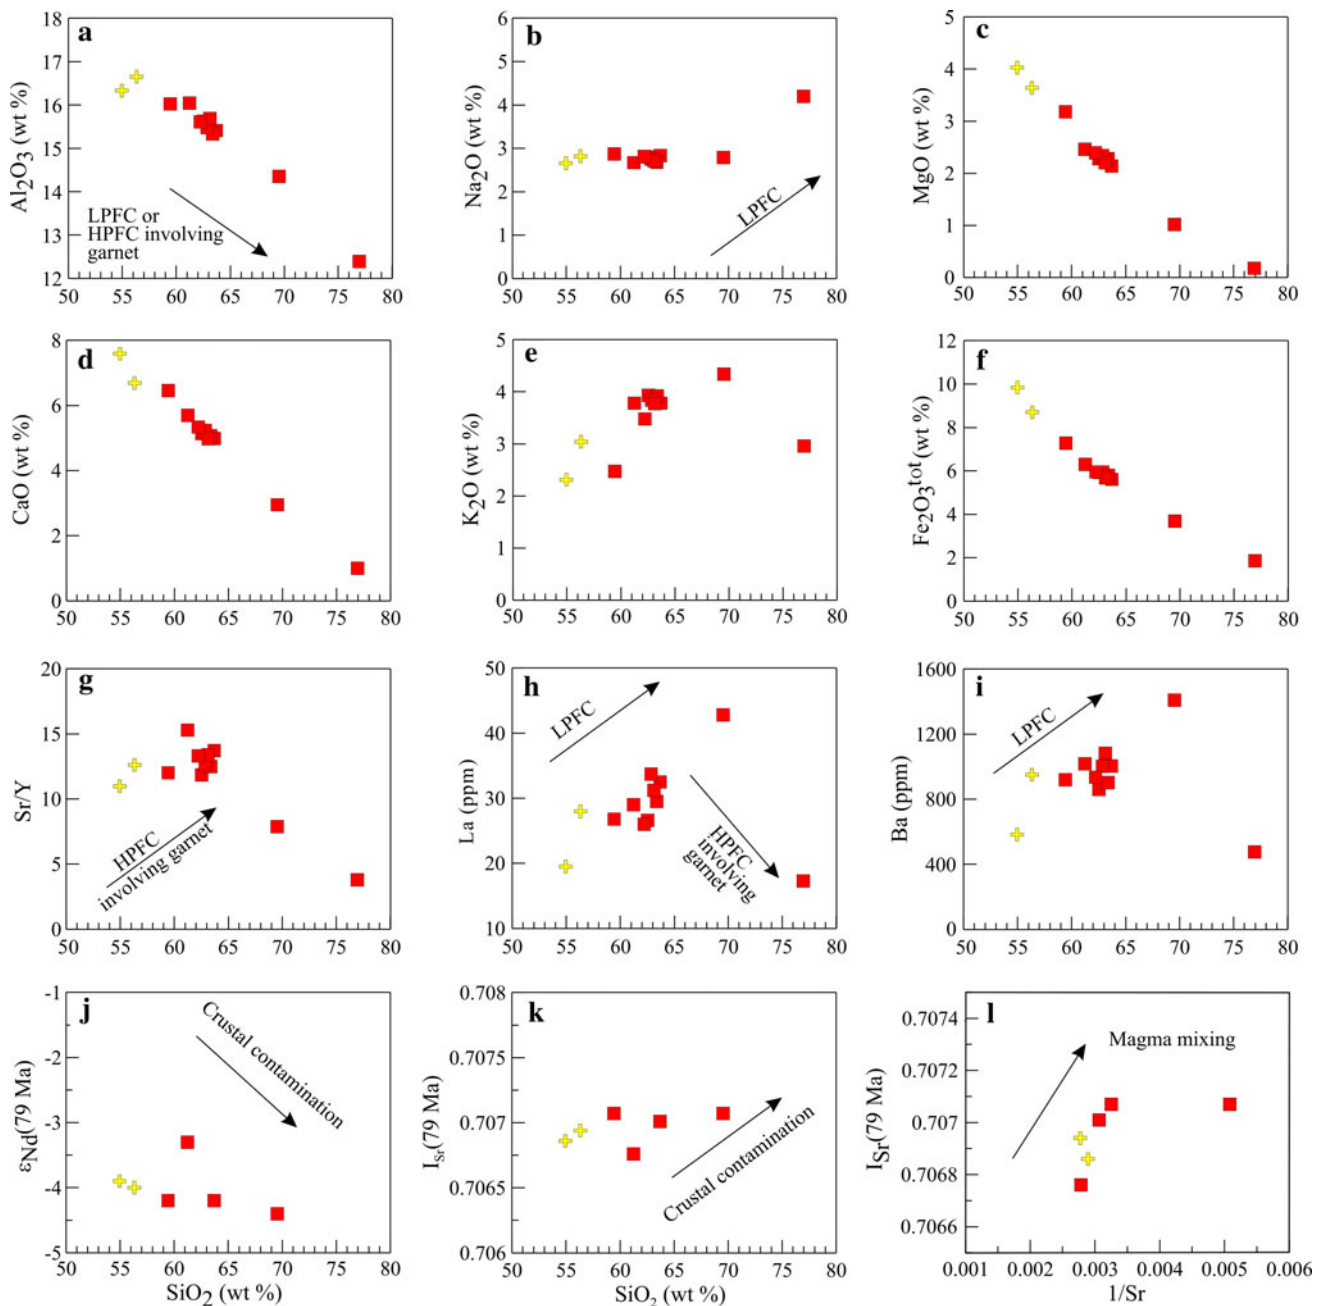 a
Al2O3 (wt %)
18
17
16
15
14
13
12
LPFC or
HPFC involving
garnet
50 55 60 65 70 75 80
b
Na2O (wt %)
6
5
4
3
2
1
0
LPFC
50 55 60 65 70 75 80
c
MgO (wt %)
5
4
3
2
1
0
50 55 60 65 70 75 80
d
CaO (wt %)
8
6
4
2
0
50 55 60 65 70 75 80
e
K2O (wt %)
5
4
3
2
1
0
50 55 60 65 70 75 80
f
Fe2O3tot (wt %)
12
10
8
6
4
2
0
50 55 60 65 70 75 80
g
Sr/Y
20
15
10
5
0
HPFC
involving garnet
50 55 60 65 70 75 80
h
La (ppm)
50
40
30
20
10
LPFC
HPFC
involving
garnet
50 55 60 65 70 75 80
i
Ba (ppm)
1600
1200
800
400
0
LPFC
50 55 60 65 70 75 80
j
εNd(79 Ma)
-1
-2
-3
-4
-5
Crustal contamination
50 55 60 65 70 75 80
SiO2 (wt %)
k
ISr(79 Ma)
0.708
0.7075
0.707
0.7065
0.706
Crustal contamination
50 55 60 65 70 75 80
SiO2 (wt %)
l
ISr(79 Ma)
0.7074
0.7072
0.707
0.7068
0.7066
Magma mixing
0.001 0.002 0.003 0.004 0.005 0.006
1/Sr